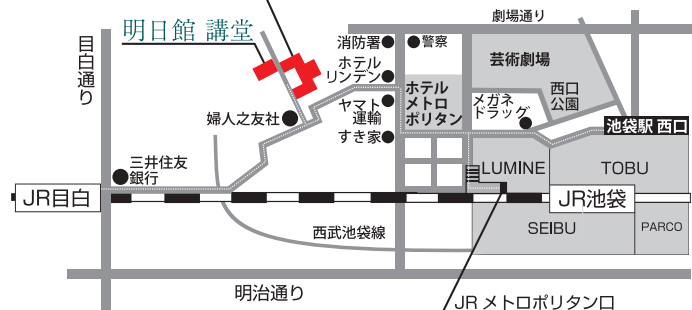 劇場通り
目白通り
明日館 講堂
消防署
警察
ホテル
リンデン
芸術劇場
ホテル
メトロ
ポリタン
西口
公園
ヤマト
運輸
メガネ
ドラッグ
婦人之友社
すき家
池袋駅 西口
三井住友
銀行
LUMINE
TOBU
JR目白
JR池袋
西武池袋線
SEIBU
PARCO
明治通り
JR メトロポリタン口